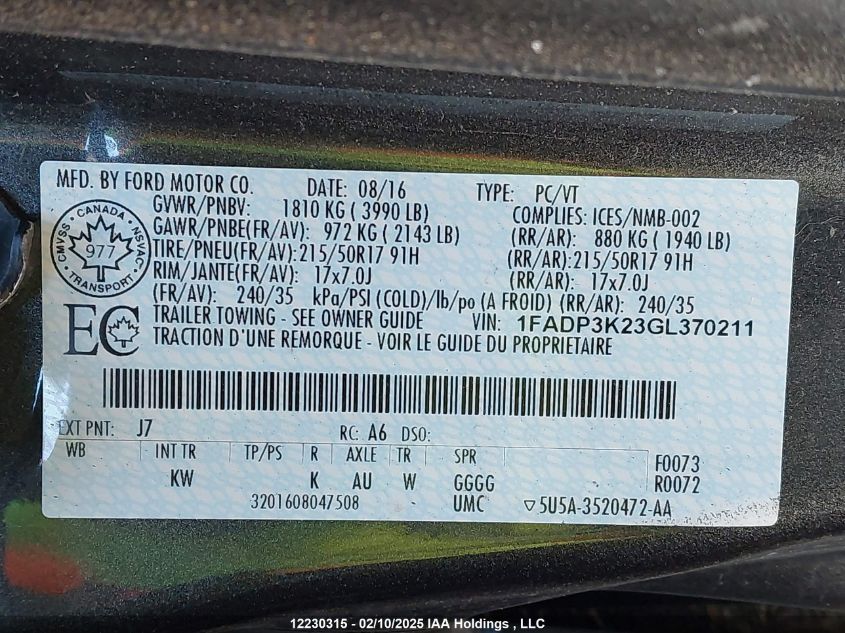 MFD. BY FORD MOTOR CO. DATE: 08/16 TYPE: PC/VT
GVWR/PNBV: 1810 KG ( 3990 LB) COMPLIES: ICES/NMB-002
GAWR/PNBE(FR/AV): 972 KG ( 2143 LB) (RR/AR): 880 KG ( 1940 LB)
TIRE/PNEU(FR/AV): 215/50R17 91H (RR/AR): 215/50R17 91H
RIM/JANTE(FR/AV): 17x7.0J (RR/AR): 17x7.0J
(FR/AV): 240/35 kPa/PSI (COLD)/lb/po (A FROID) (RR/AR): 240/35
TRAILER TOWING - SEE OWNER GUIDE VIN: 1FADP3K23GL370211
TRACTION D'UNE REMORQUE - VOIR LE GUIDE DU PROPRIETAIRE
CANADA
CMVSS 977 NSVAC
TRANSPORT
EC
EXT PNT: J7 RC: A6 DSO:
WB INT TR TP/PS R AXLE TR SPR F0073
KW K AU W GGGG R0072
3201608047508 UMC ▽5U5A-3520472-AA
12230315 - 02/10/2025 IAA Holdings , LLC